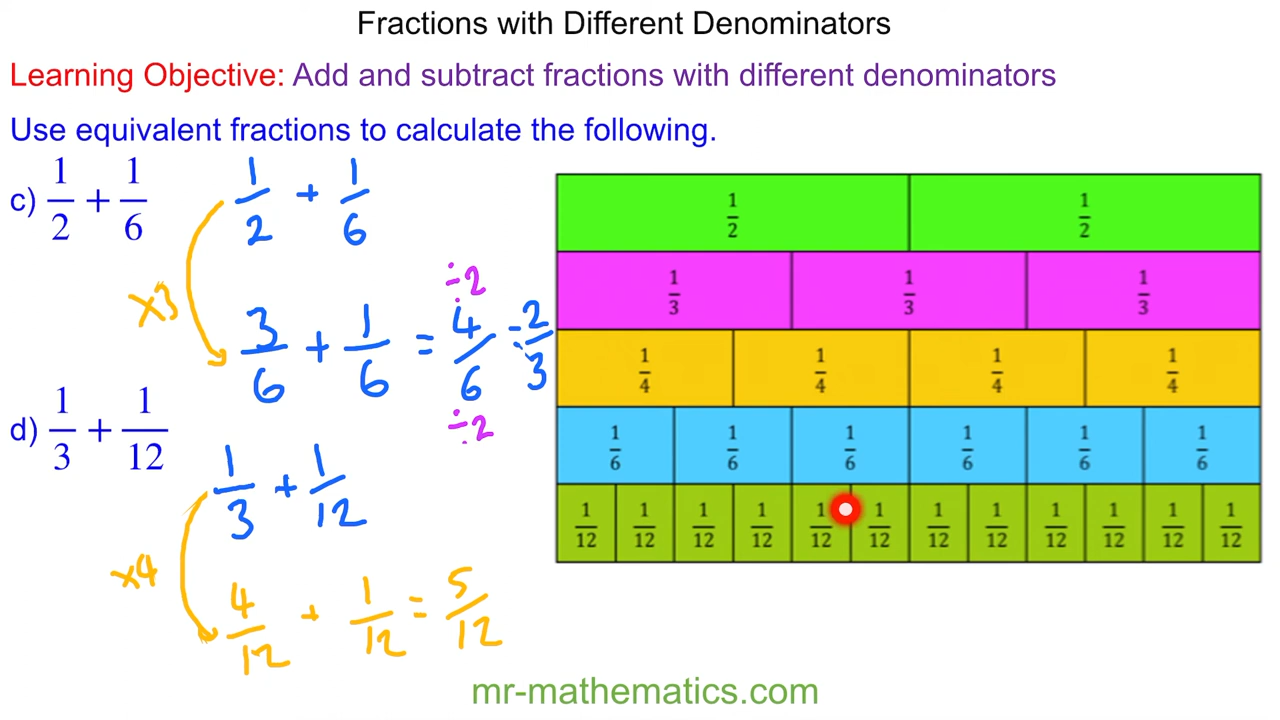 Fractions with Different Denominators
Learning Objective: Add and subtract fractions with different denominators
Use equivalent fractions to calculate the following.
c) 1/2 + 1/6
1/2 + 1/6
×3
3/6 + 1/6 = 4/6 = 2/3
÷2
÷2
d) 1/3 + 1/12
1/3 + 1/12
×4
4/12 + 1/12 = 5/12
1/2 1/2
1/3 1/3 1/3
1/4 1/4 1/4 1/4
1/6 1/6 1/6 1/6 1/6 1/6
1/12 1/12 1/12 1/12 1/12 1/12 1/12 1/12 1/12 1/12 1/12 1/12
mr-mathematics.com